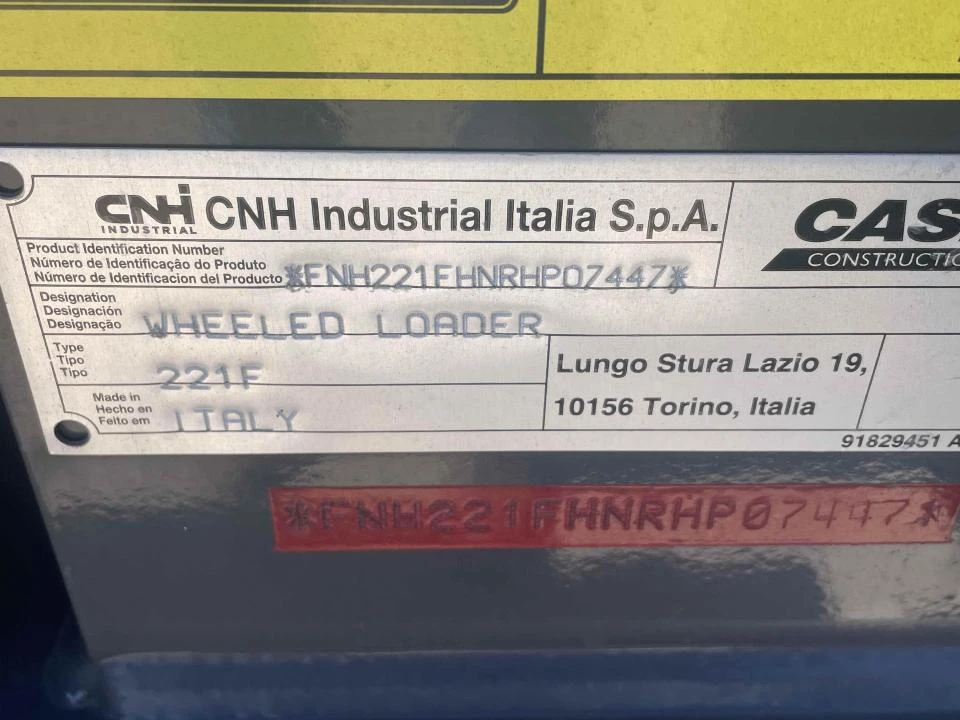 CNH INDUSTRIAL CNH Industrial Italia S.p.A.
CASE
CONSTRUCTION
Product Identification Number
Número de Identificação do Produto
Número de Identificacion del Producto *FNH221FHNRHP07447*
Designation
Designación
Designação WHEELED LOADER
Type
Tipo
Tipo 221F
Made in
Hecho en
Feito em ITALY
Lungo Stura Lazio 19,
10156 Torino, Italia
91829451 A
*FNH221FHNRHP07447*